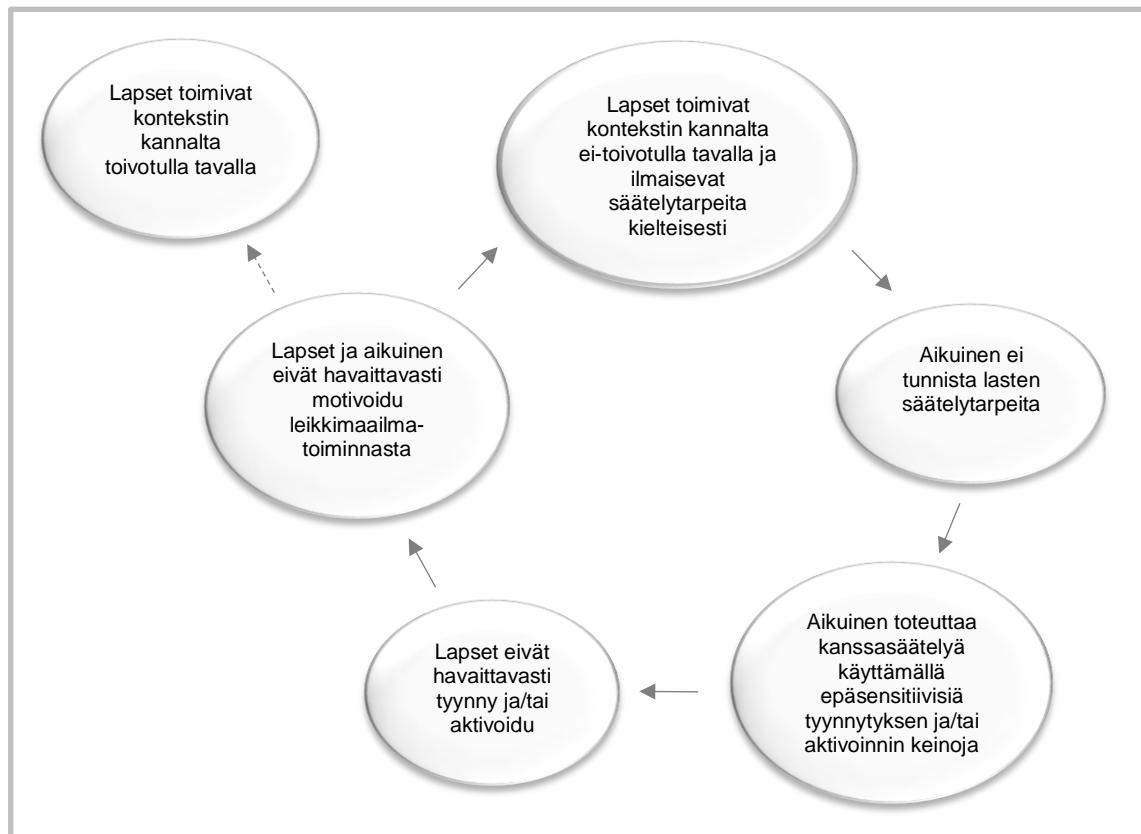 Lapset toimivat
kontekstin
kannalta
toivotulla tavalla
Lapset toimivat
kontekstin kannalta
ei-toivotulla tavalla ja
ilmaisevat
säätelytarpeita
kielteisesti
Aikuinen ei
tunnista lasten
säätelytarpeita
Aikuinen toteuttaa
kanssasäätelyä
käyttämällä
epäsensitiivisiä
tyynnytyksen ja/tai
aktivoinnin keinoja
Lapset eivät
havaittavasti
tyynny ja/tai
aktivoidu
Lapset ja aikuinen
eivät havaittavasti
motivoidu
leikkimaailma-
toiminnasta